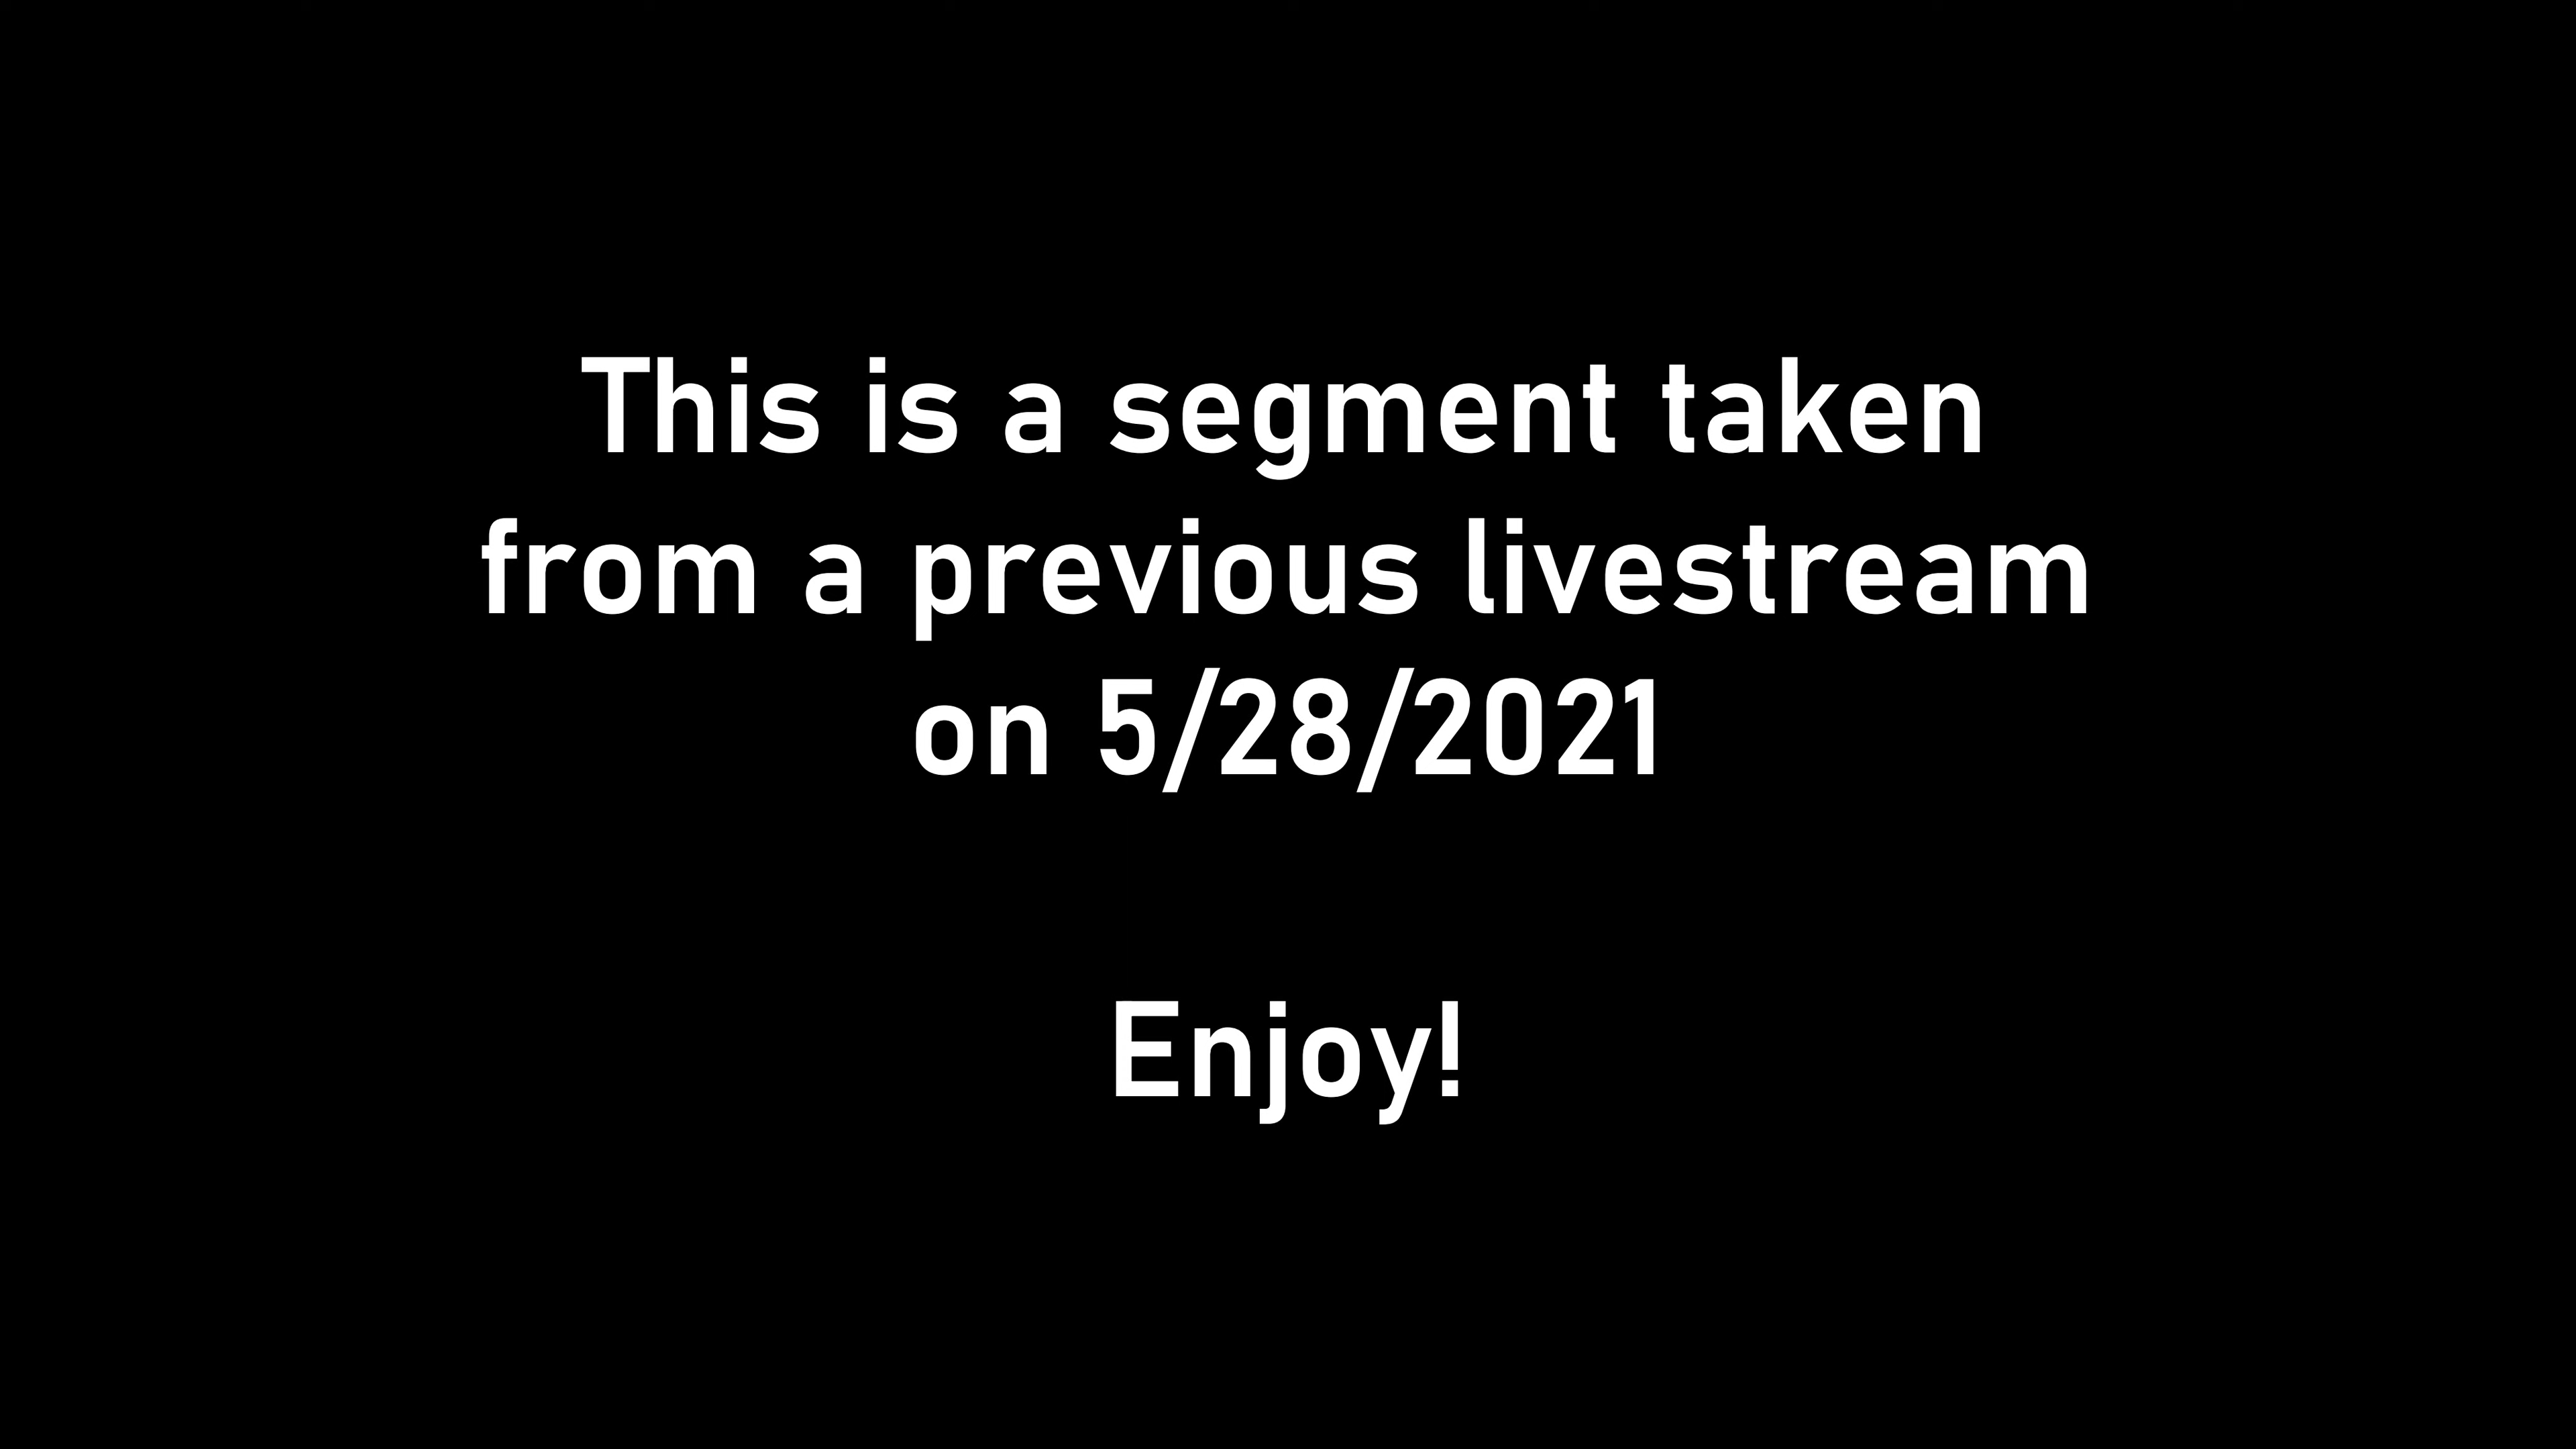 This is a segment taken
from a previous livestream
on 5/28/2021
Enjoy!